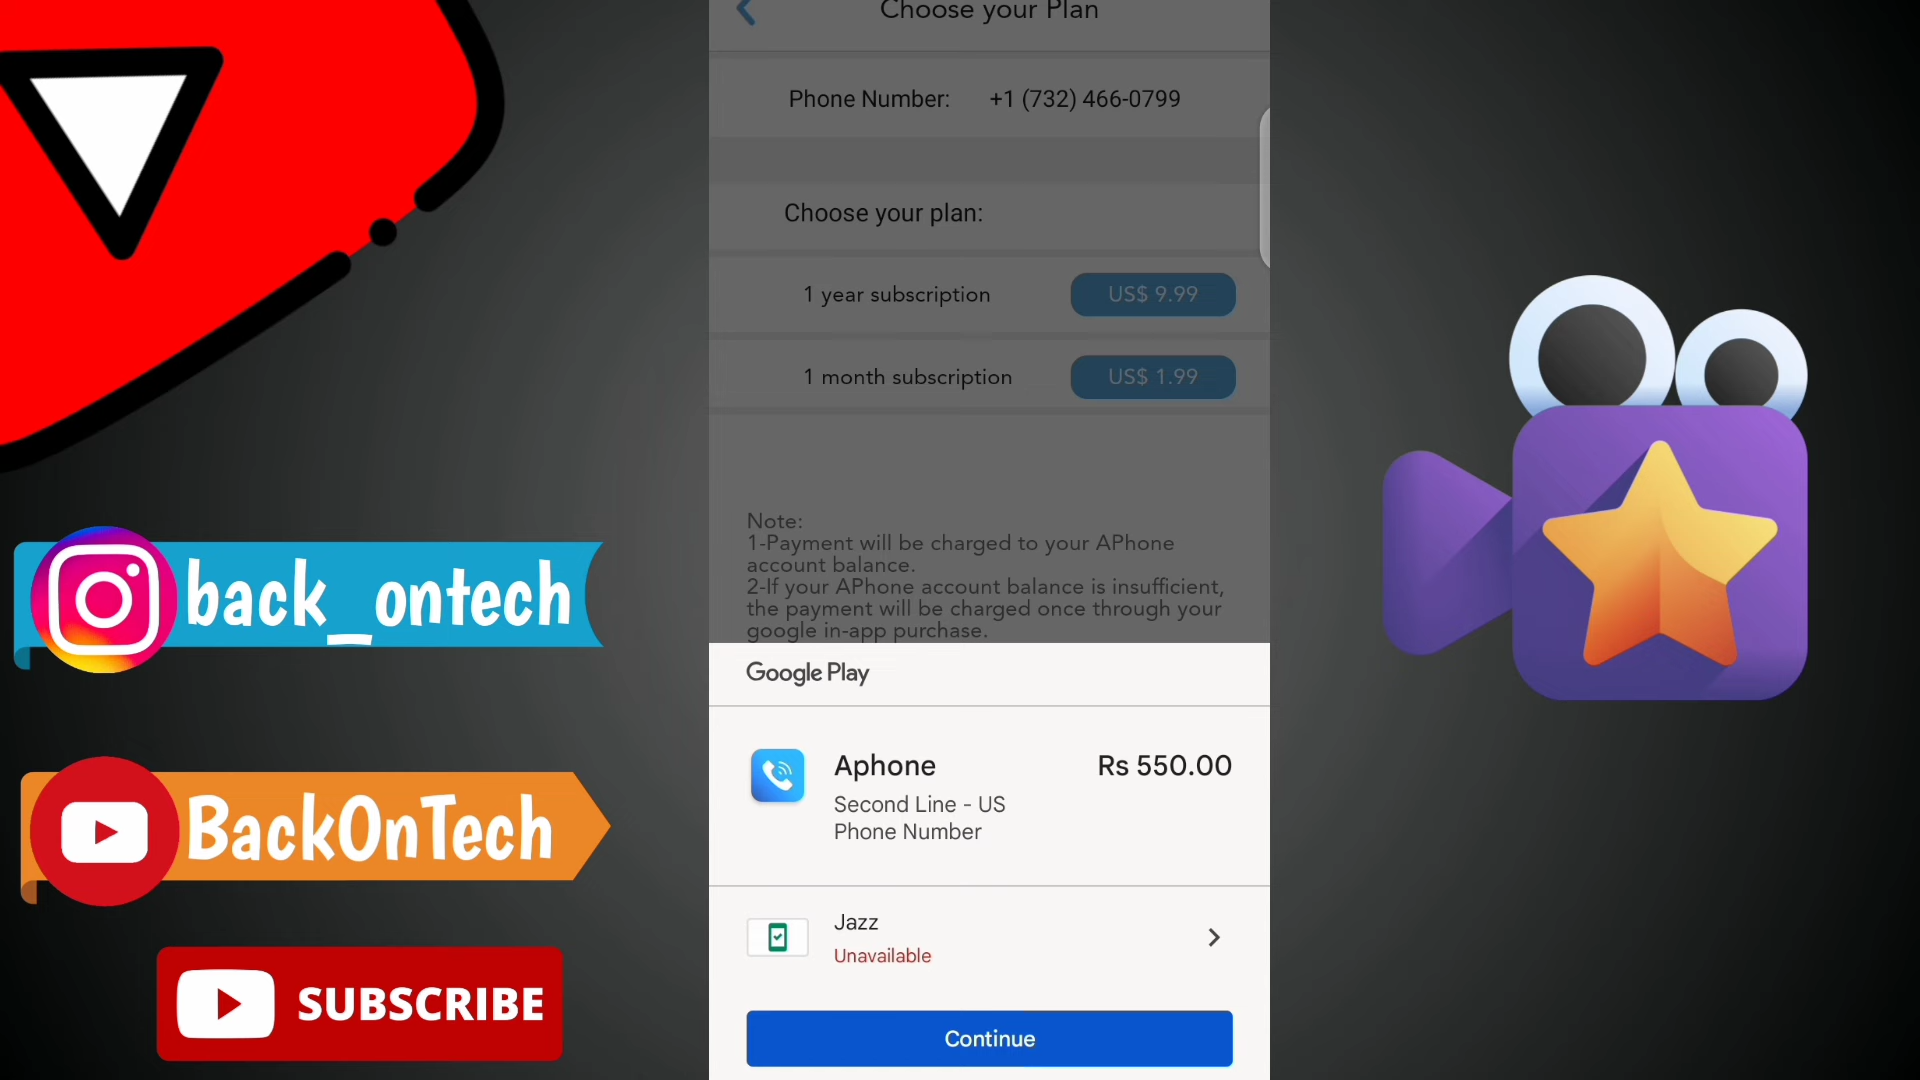 Choose your Plan
Phone Number: +1 (732) 466-0799
Choose your plan:
1 year subscription US$ 9.99
1 month subscription US$ 1.99
Note:
1-Payment will be charged to your APhone
account balance.
2-If your APhone account balance is insufficient,
the payment will be charged once through your
google in-app purchase.
Google Play
Aphone Rs 550.00
Second Line - US
Phone Number
Jazz
Unavailable
Continue
back_ontech
BackOnTech
SUBSCRIBE